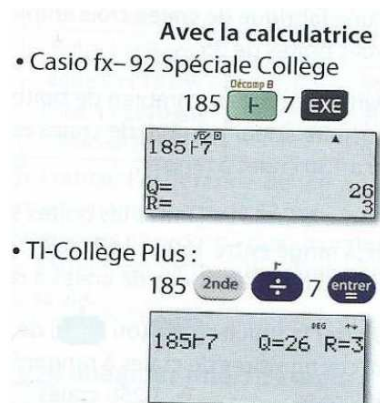 Avec la calculatrice
• Casio fx–92 Spéciale Collège
Décomp B
185 ⊢ 7 EXE
185⊢7
Q= 26
R= 3
• TI-Collège Plus :
185 2nde ÷ 7 entrer
DEG
185⊢7 Q=26 R=3